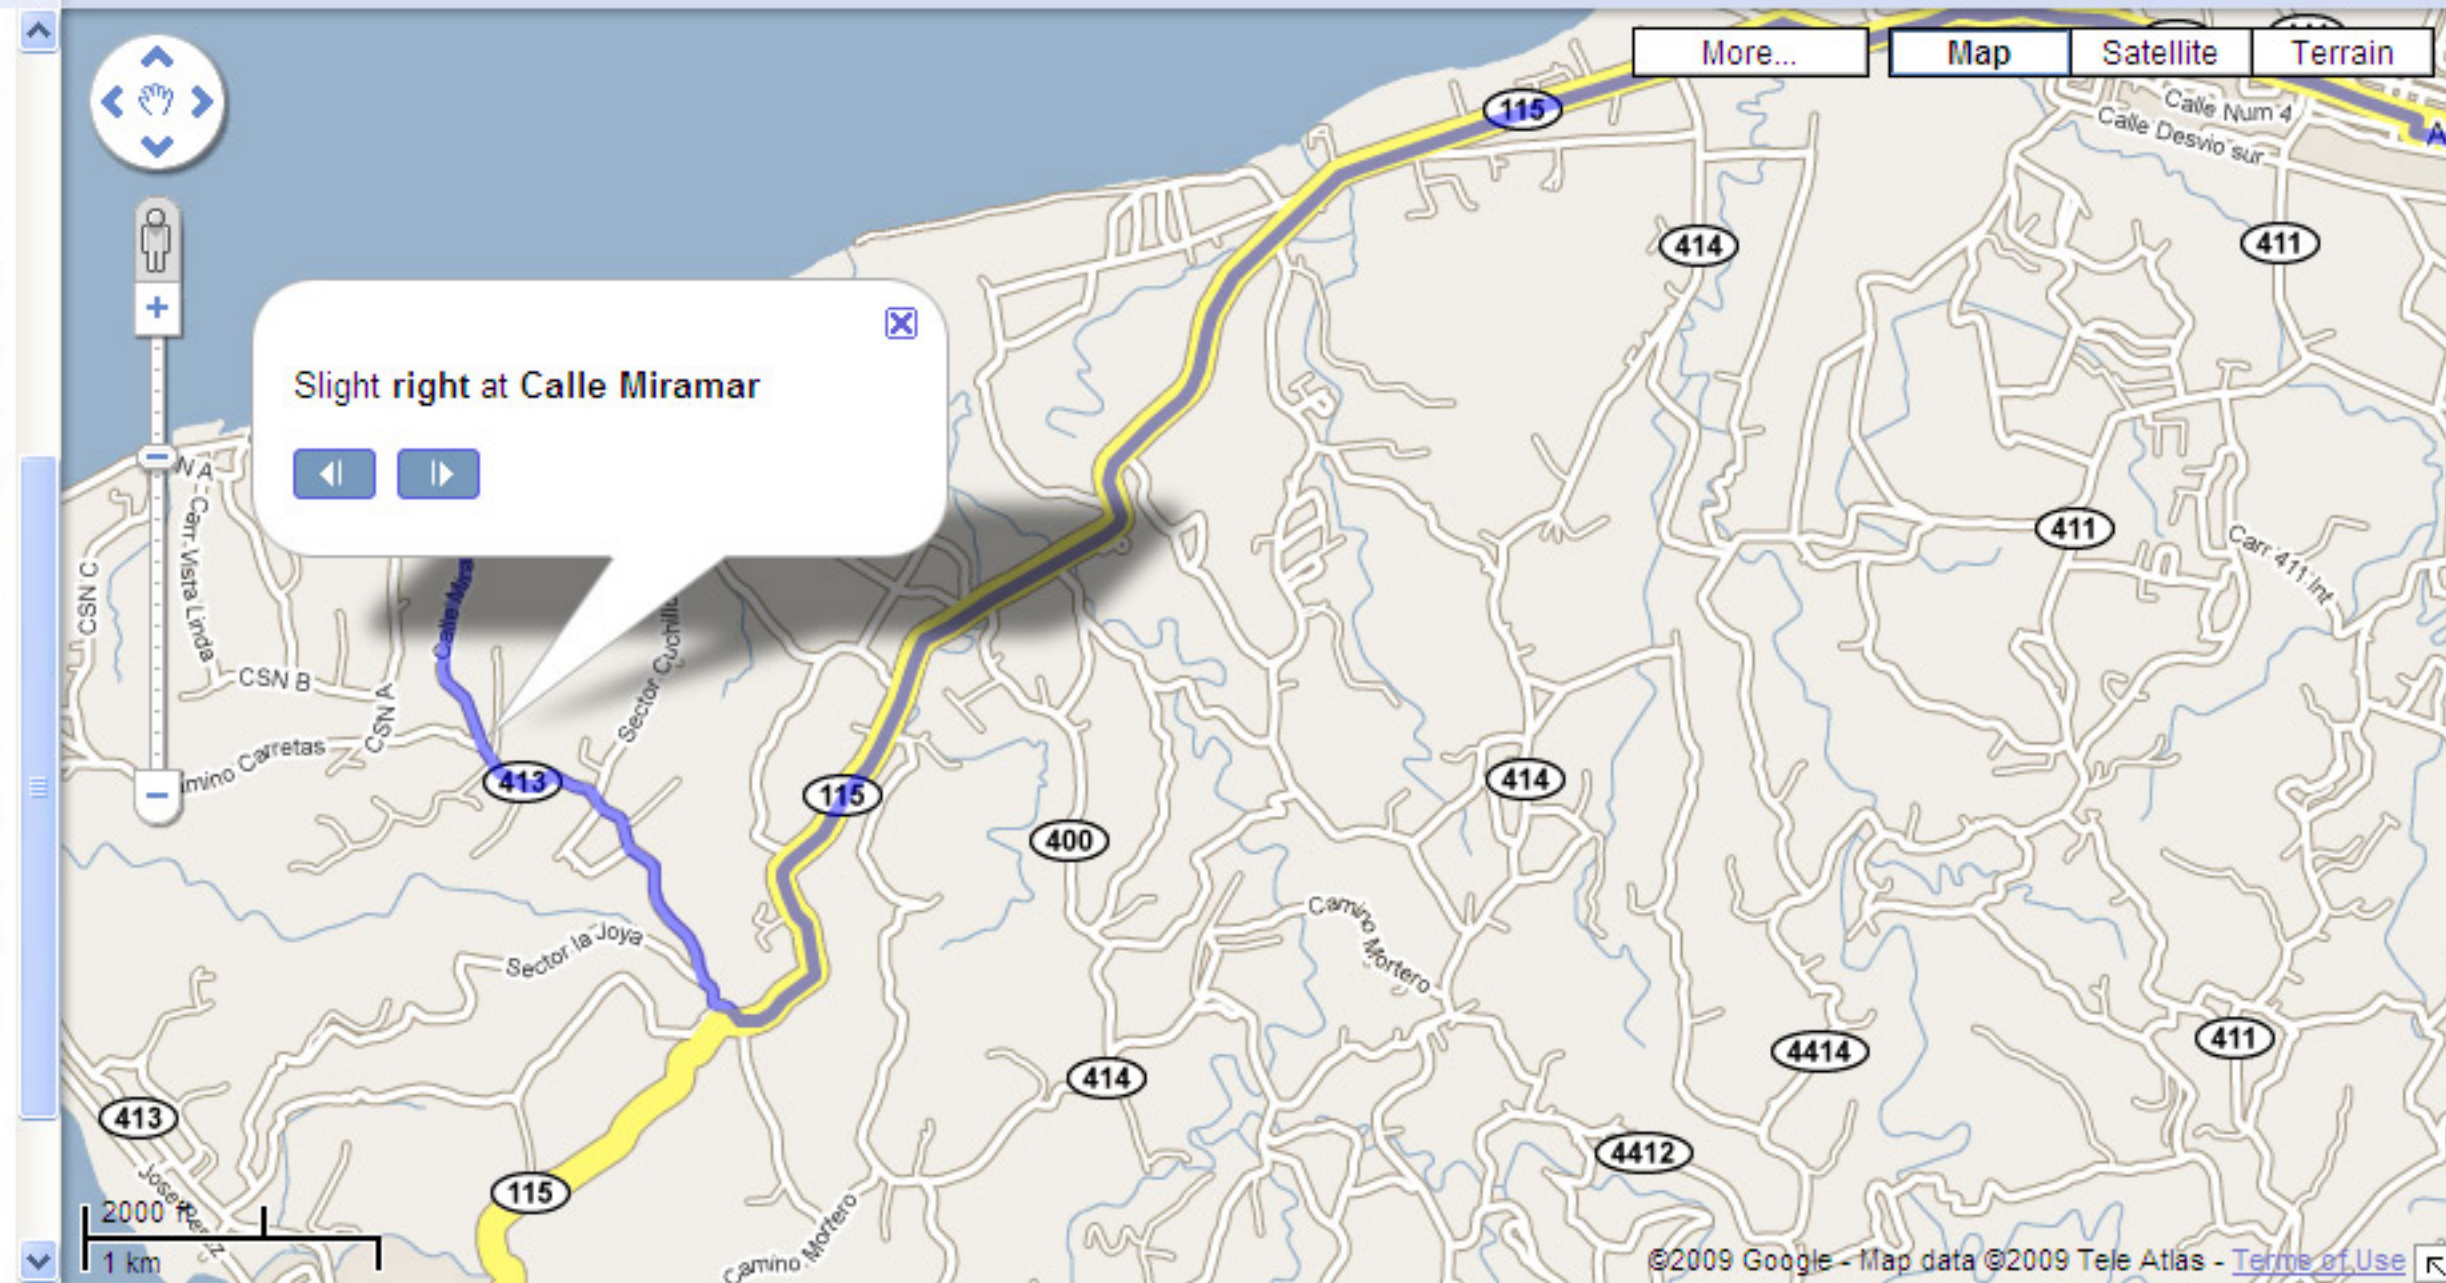 More...
Map
Satellite
Terrain
115
Calle Num 4
Calle Desvio sur
A
414
411
Slight right at Calle Miramar
N A
Carr Vista Linda
CSN C
411
Carr 411 Int
Calle Mira
Sector Cuchillo
CSN B
CSN A
Camino Carretas
413
115
414
400
Camino Mortero
Sector la Joya
411
4414
414
413
4412
115
Camino Mortero
2000 ft
1 km
©2009 Google - Map data ©2009 Tele Atlas - Terms of Use